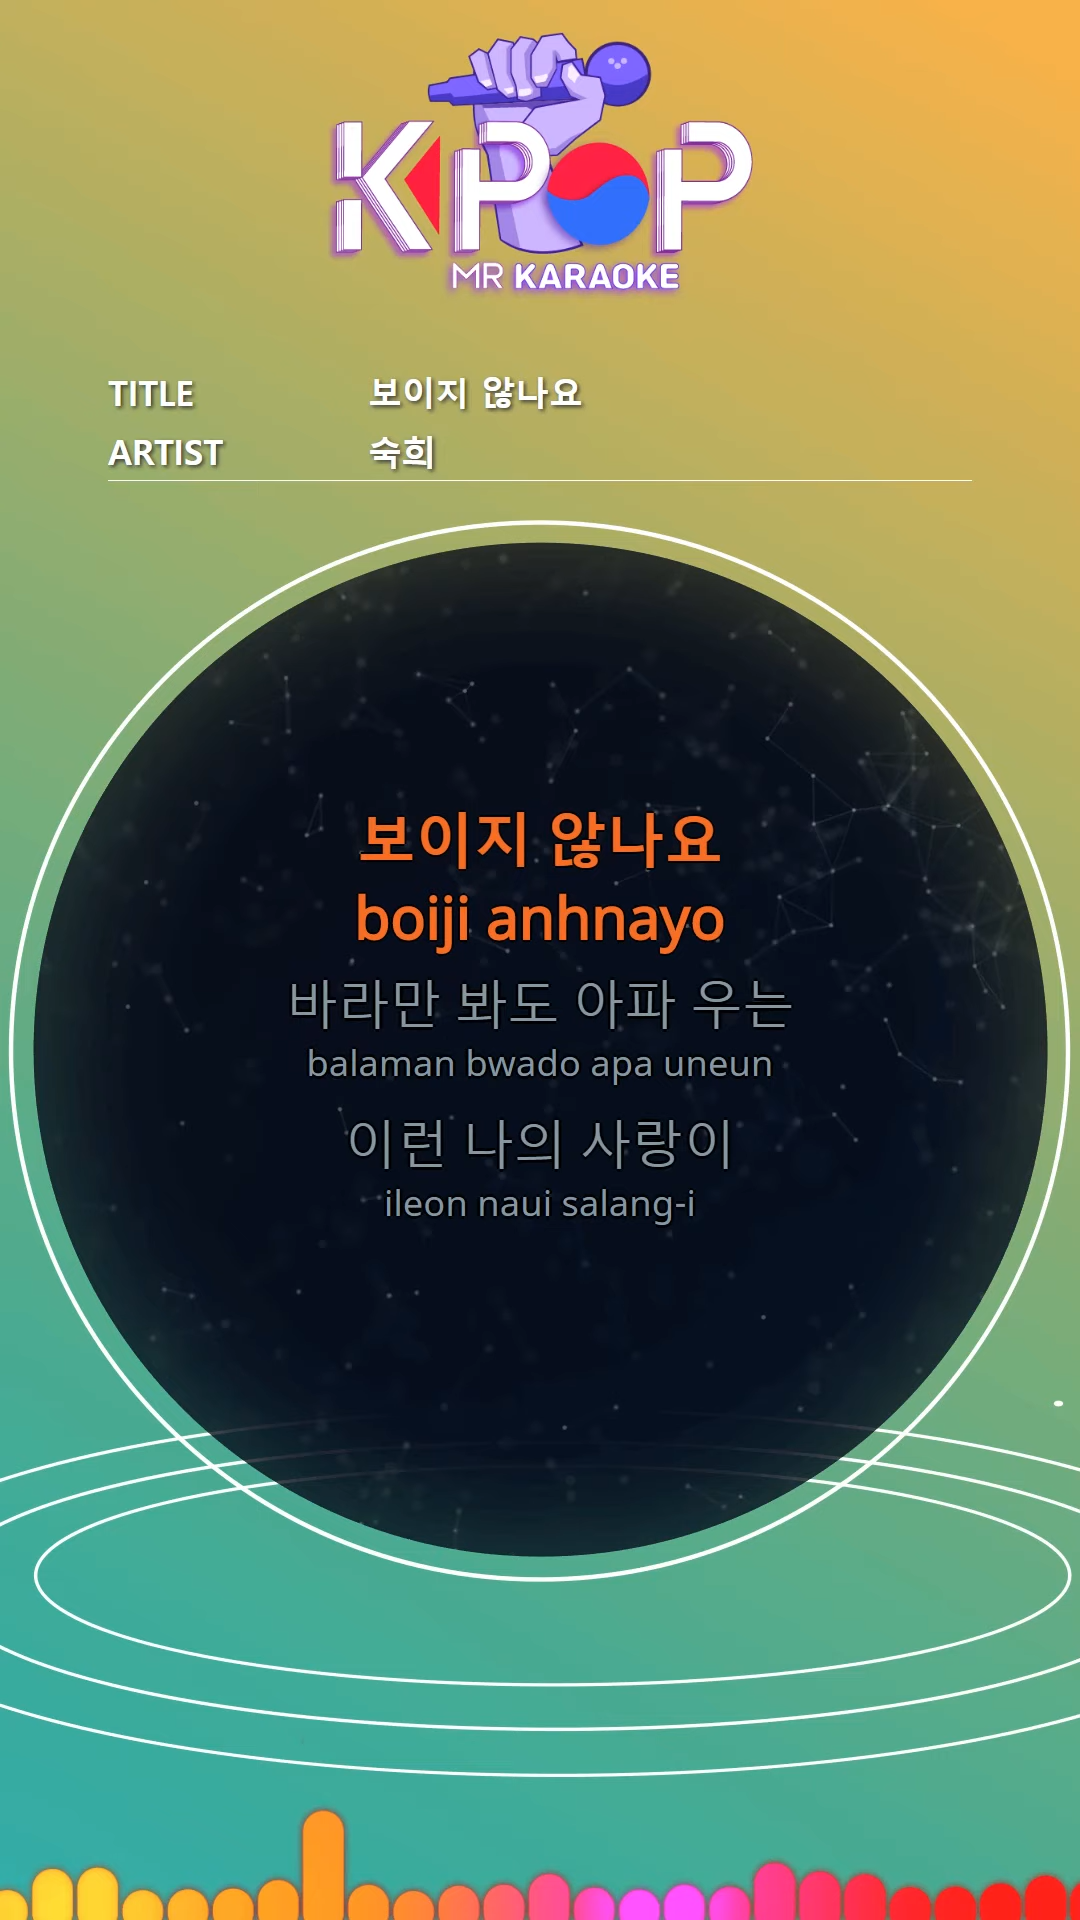 KPOP
MR KARAOKE
TITLE 보이지 않나요
ARTIST 숙희
보이지 않나요
boiji anhnayo
바라만 봐도 아파 우는
balaman bwado apa uneun
이런 나의 사랑이
ileon naui salang-i